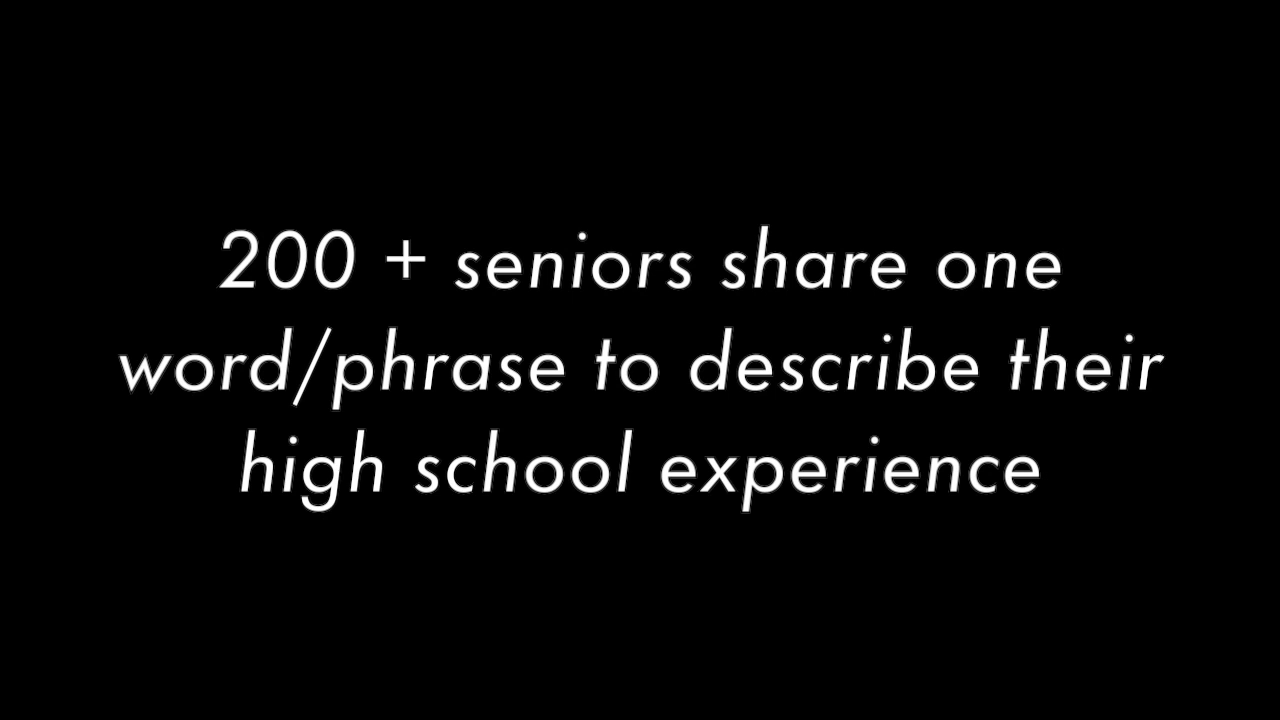 200 + seniors share one
word/phrase to describe their
high school experience